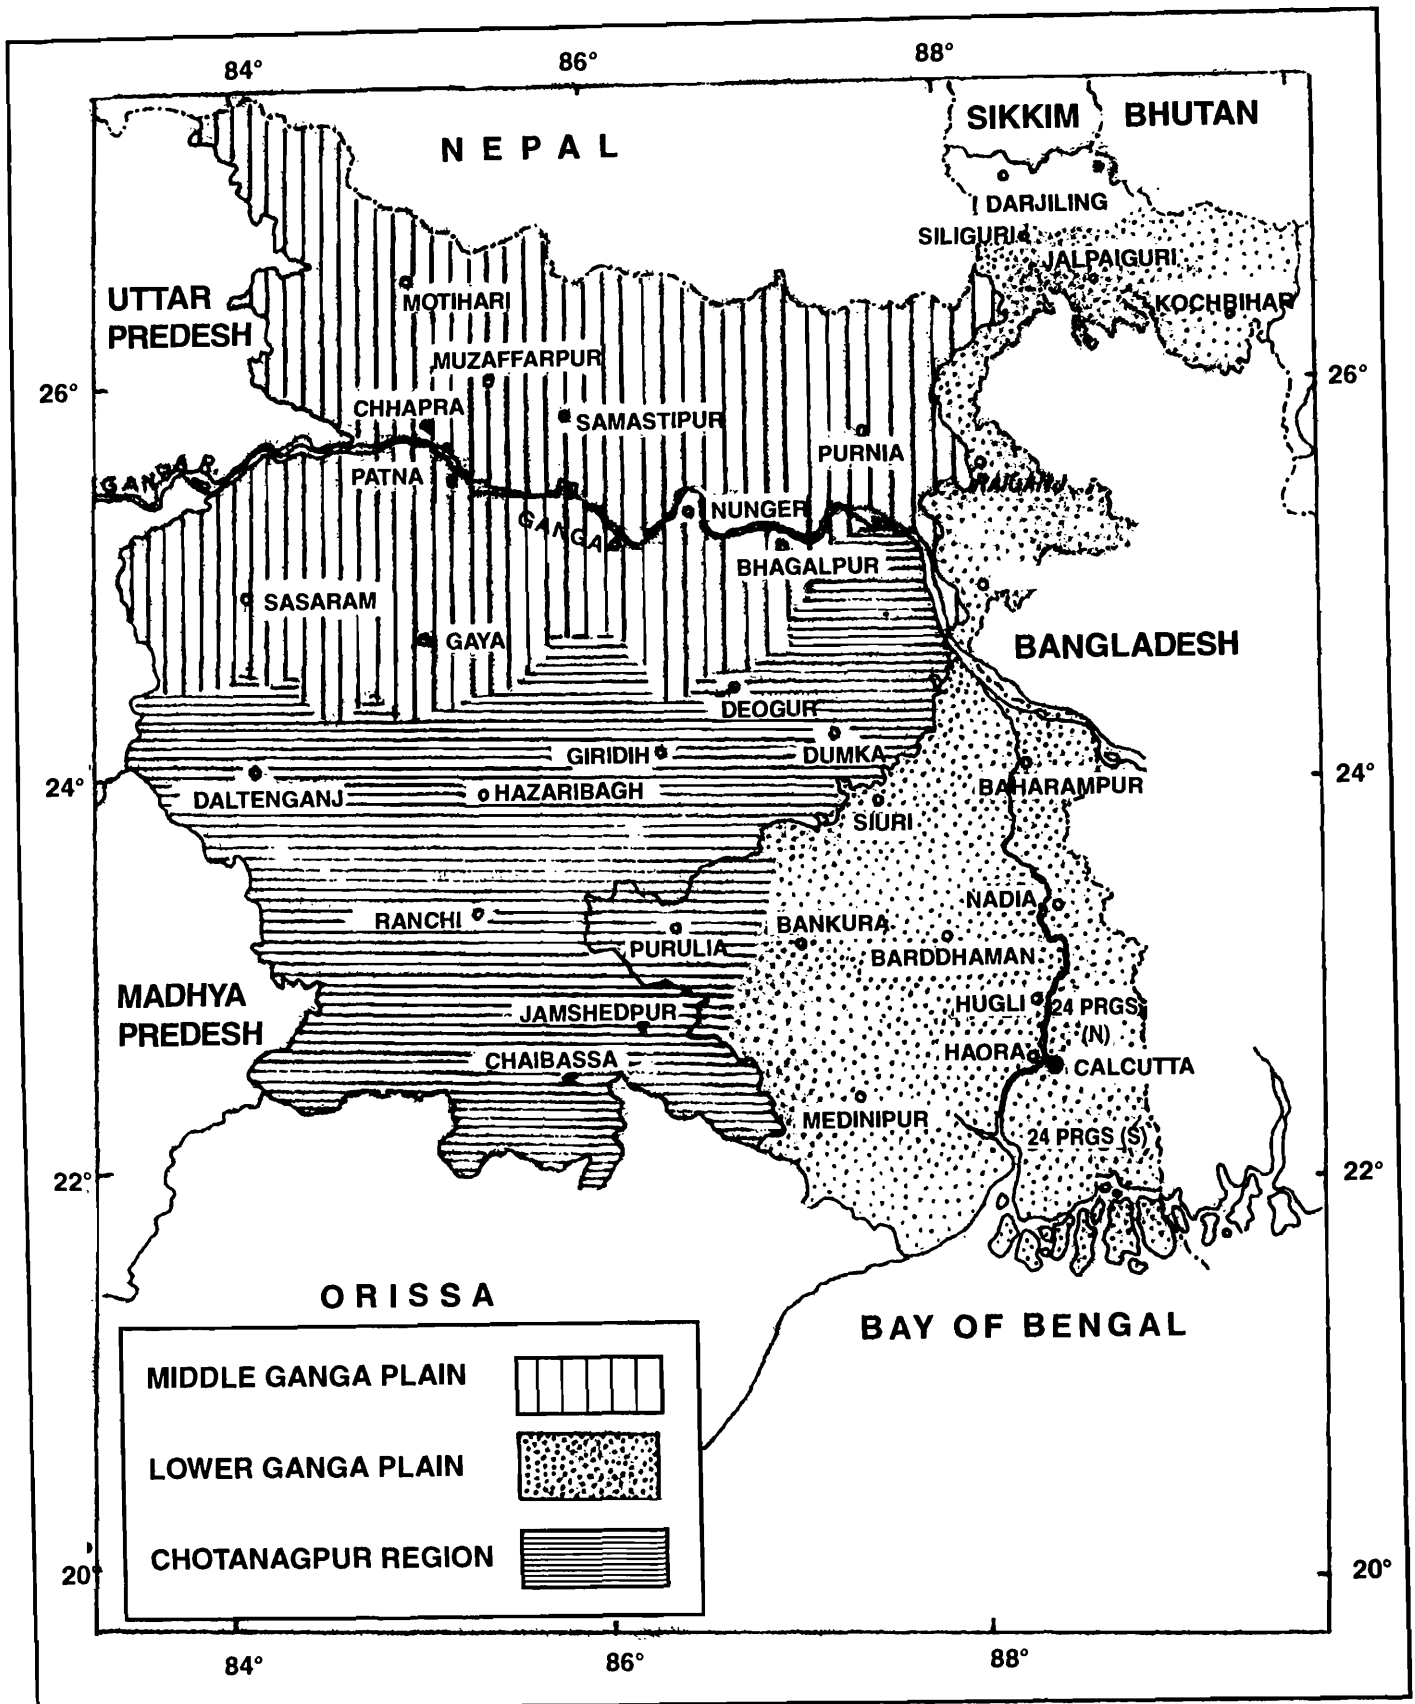 84°
86°
88°
SIKKIM
BHUTAN
NEPAL
DARJILING
SILIGURI
JALPAIGURI
KOCHBIHAR
UTTAR
PREDESH
MOTIHARI
MUZAFFARPUR
26°
26°
CHHAPRA
SAMASTIPUR
PURNIA
GANGA R.
PATNA
RAIGANJ
NUNGER
GANGA
BHAGALPUR
SASARAM
GAYA
BANGLADESH
DEOGUR
GIRIDIH
DUMKA
24°
24°
DALTENGANJ
HAZARIBAGH
BAHARAMPUR
SIURI
NADIA
RANCHI
PURULIA
BANKURA
BARDDHAMAN
MADHYA
PREDESH
JAMSHEDPUR
HUGLI
24 PRGS
(N)
CHAIBASSA
HAORA
CALCUTTA
MEDINIPUR
24 PRGS (S)
22°
22°
ORISSA
BAY OF BENGAL
MIDDLE GANGA PLAIN
LOWER GANGA PLAIN
CHOTANAGPUR REGION
20°
20°
84°
86°
88°